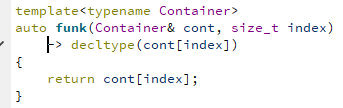 template<typename Container>
auto funk(Container& cont, size_t index)
    -> decltype(cont[index])
{
    return cont[index];
}